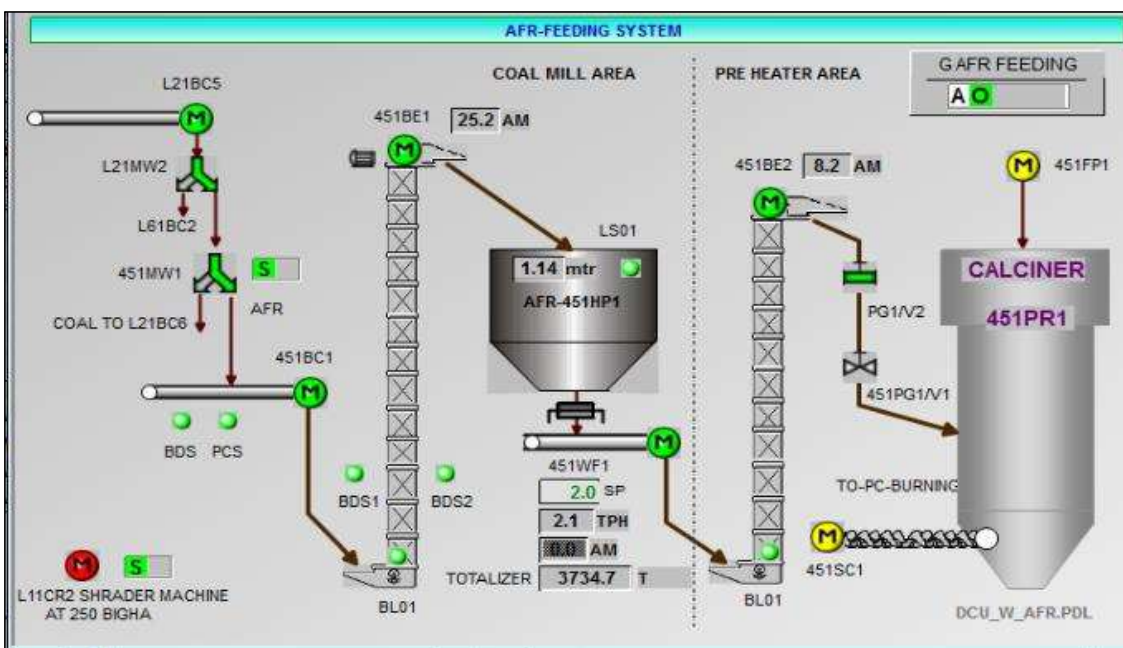 AFR-FEEDING SYSTEM
COAL MILL AREA
PRE HEATER AREA
G AFR FEEDING
A O
L21BC5
M
451BE1
25.2 AM
M
L21MW2
451BE2
8.2 AM
M
M
451FP1
L61BC2
LS01
451MW1
S
1.14 mtr
CALCINER
AFR
AFR-451HP1
PG1/V2
451PR1
COAL TO L21BC6
451BC1
M
451PG1/V1
M
BDS PCS
451WF1
BDS1
BDS2
2.0 SP
TO-PC-BURNING
2.1 TPH
M
0.0 AM
451SC1
M
S
TOTALIZER 3734.7 T
L11CR2 SHRADER MACHINE
AT 250 BIGHA
BL01
BL01
DCU_W_AFR.PDL